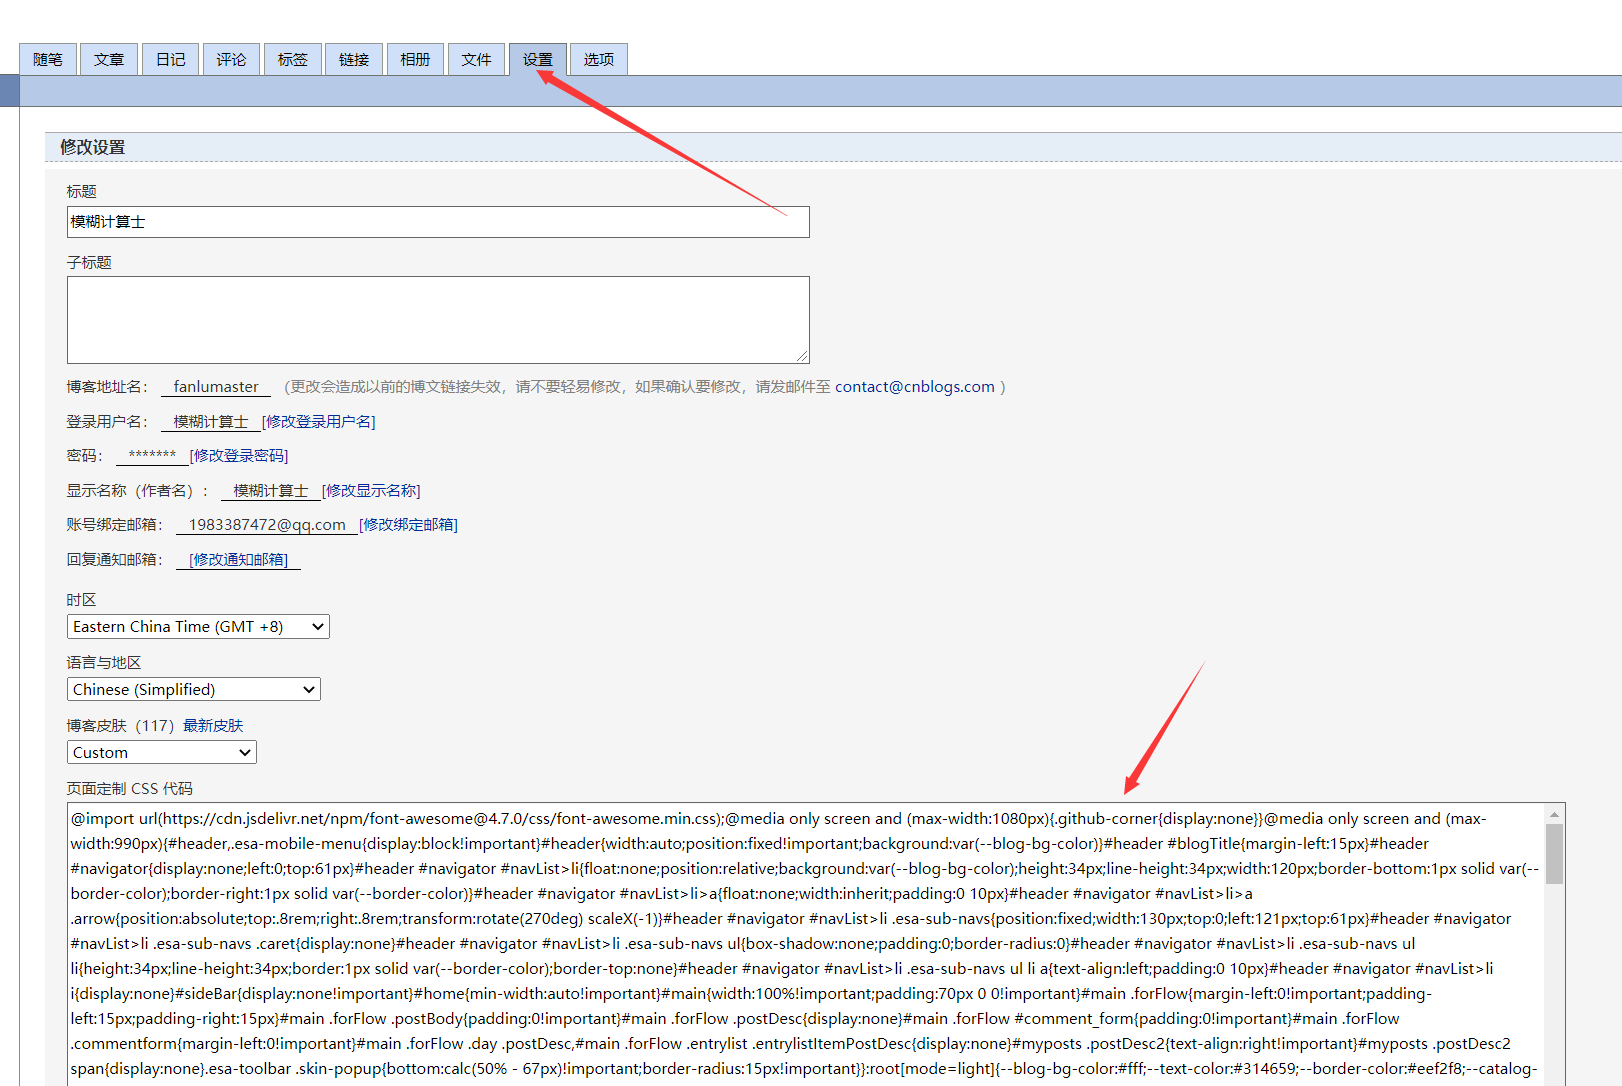 随笔 文章 日记 评论 标签 链接 相册 文件 设置 选项
修改设置
标题
模糊计算士
子标题
博客地址名： fanlumaster （更改会造成以前的博文链接失效，请不要轻易修改，如果确认要修改，请发邮件至 contact@cnblogs.com ）
登录用户名： 模糊计算士 [修改登录用户名]
密码： ******* [修改登录密码]
显示名称（作者名）： 模糊计算士 [修改显示名称]
账号绑定邮箱： 1983387472@qq.com [修改绑定邮箱]
回复通知邮箱： [修改通知邮箱]
时区
Eastern China Time (GMT +8)
语言与地区
Chinese (Simplified)
博客皮肤（117）最新皮肤
Custom
页面定制 CSS 代码
@import url(https://cdn.jsdelivr.net/npm/font-awesome@4.7.0/css/font-awesome.min.css);@media only screen and (max-width:1080px){.github-corner{display:none}}@media only screen and (max-
width:990px){#header,.esa-mobile-menu{display:block!important}#header{width:auto;position:fixed!important;background:var(--blog-bg-color)}#header #blogTitle{margin-left:15px}#header
#navigator{display:none;left:0;top:61px}#header #navigator #navList>li{float:none;position:relative;background:var(--blog-bg-color);height:34px;line-height:34px;width:120px;border-bottom:1px solid var(--
border-color);border-right:1px solid var(--border-color)}#header #navigator #navList>li>a{float:none;width:inherit;padding:0 10px}#header #navigator #navList>li>a
.arrow{position:absolute;top:.8rem;right:.8rem;transform:rotate(270deg) scaleX(-1)}#header #navigator #navList>li .esa-sub-navs{position:fixed;width:130px;top:0;left:121px;top:61px}#header #navigator
#navList>li .esa-sub-navs .caret{display:none}#header #navigator #navList>li .esa-sub-navs ul{box-shadow:none;padding:0;border-radius:0}#header #navigator #navList>li .esa-sub-navs ul
li{height:34px;line-height:34px;border:1px solid var(--border-color);border-top:none}#header #navigator #navList>li .esa-sub-navs ul li a{text-align:left;padding:0 10px}#header #navigator #navList>li
i{display:none}#sideBar{display:none!important}#home{min-width:auto!important}#main{width:100%!important;padding:70px 0 0!important}#main .forFlow{margin-left:0!important;padding-
left:15px;padding-right:15px}#main .forFlow .postBody{padding:0!important}#main .forFlow .postDesc{display:none}#main .forFlow #comment_form{padding:0!important}#main .forFlow
.commentform{margin-left:0!important}#main .forFlow .day .postDesc,#main .forFlow .entrylist .entrylistItemPostDesc{display:none}#myposts .postDesc2{text-align:right!important}#myposts .postDesc2
span{display:none}.esa-toolbar .skin-popup{bottom:calc(50% - 67px)!important;border-radius:15px!important}}:root[mode=light]{--blog-bg-color:#fff;--text-color:#314659;--border-color:#eef2f8;--catalog-